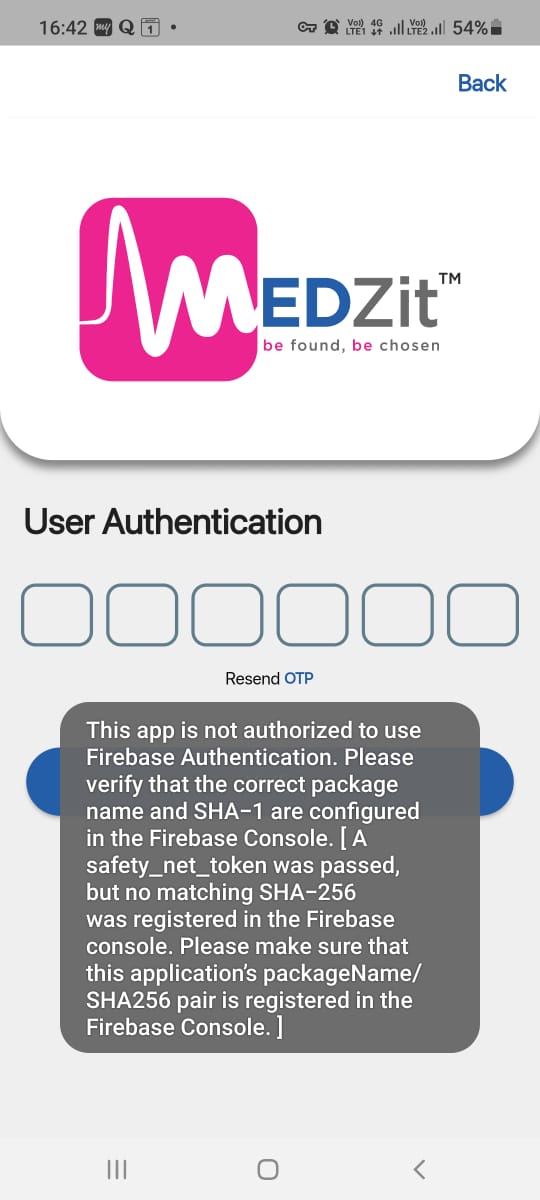 16:42 my Q 1 • Vo) 4G LTE1 Vo) LTE2 54%
Back
MEDZit™
be found, be chosen
User Authentication
Resend OTP
This app is not authorized to use
Firebase Authentication. Please
verify that the correct package
name and SHA-1 are configured
in the Firebase Console. [ A
safety_net_token was passed,
but no matching SHA-256
was registered in the Firebase
console. Please make sure that
this application's packageName/
SHA256 pair is registered in the
Firebase Console. ]